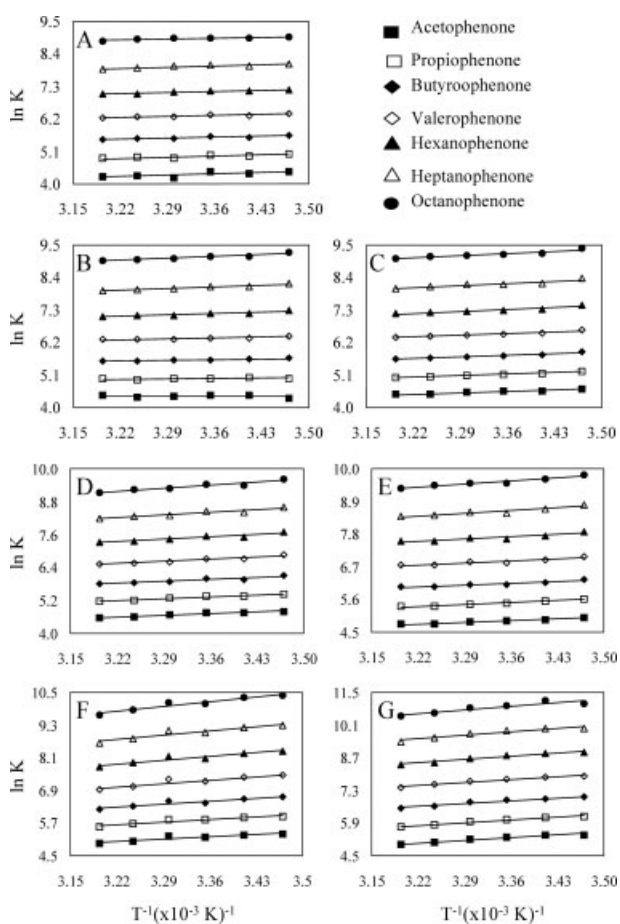 A
ln K
9.5
8.4
7.3
6.2
5.1
4.0
3.15 3.22 3.29 3.36 3.43 3.50
Acetophenone
Propiophenone
Butyroophenone
Valerophenone
Hexanophenone
Heptanophenone
Octanophenone
B
ln K
9.5
8.4
7.3
6.2
5.1
4.0
3.15 3.22 3.29 3.36 3.43 3.50
C
9.5
8.4
7.3
6.2
5.1
4.0
3.15 3.22 3.29 3.36 3.43 3.50
D
ln K
10.0
8.8
7.6
6.4
5.2
4.0
3.15 3.22 3.29 3.36 3.43 3.50
E
10.0
8.9
7.8
6.7
5.6
4.5
3.15 3.22 3.29 3.36 3.43 3.50
F
ln K
10.5
9.3
8.1
6.9
5.7
4.5
3.15 3.22 3.29 3.36 3.43 3.5
T⁻¹(x10⁻³ K)⁻¹
G
11.5
10.1
8.7
7.3
5.9
4.5
3.15 3.22 3.29 3.36 3.43 3.50
T⁻¹(x10⁻³ K)⁻¹